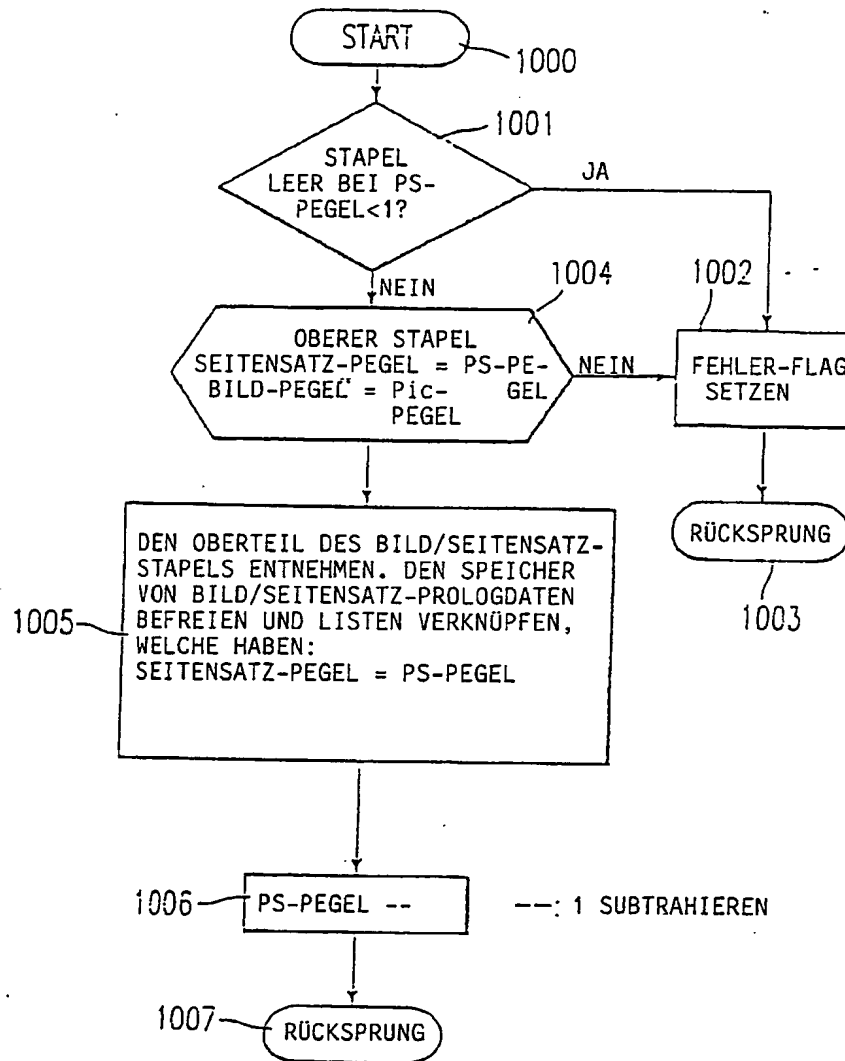 START
1000
1001
STAPEL
LEER BEI PS-
PEGEL<1?
JA
NEIN
1004
1002
OBERER STAPEL
SEITENSATZ-PEGEL = PS-PE-
BILD-PEGEL = Pic- GEL
PEGEL
NEIN
FEHLER-FLAG
SETZEN
RÜCKSPRUNG
1003
DEN OBERTEIL DES BILD/SEITENSATZ-
STAPELS ENTNEHMEN. DEN SPEICHER
VON BILD/SEITENSATZ-PROLOGDATEN
BEFREIEN UND LISTEN VERKNÜPFEN,
WELCHE HABEN:
SEITENSATZ-PEGEL = PS-PEGEL
1005
1006
PS-PEGEL --
--: 1 SUBTRAHIEREN
1007
RÜCKSPRUNG